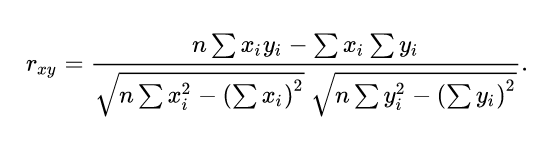 r_{xy} = \frac{n \sum x_i y_i - \sum x_i \sum y_i}{\sqrt{n \sum x_i^2 - \left(\sum x_i\right)^2} \sqrt{n \sum y_i^2 - \left(\sum y_i\right)^2}}.